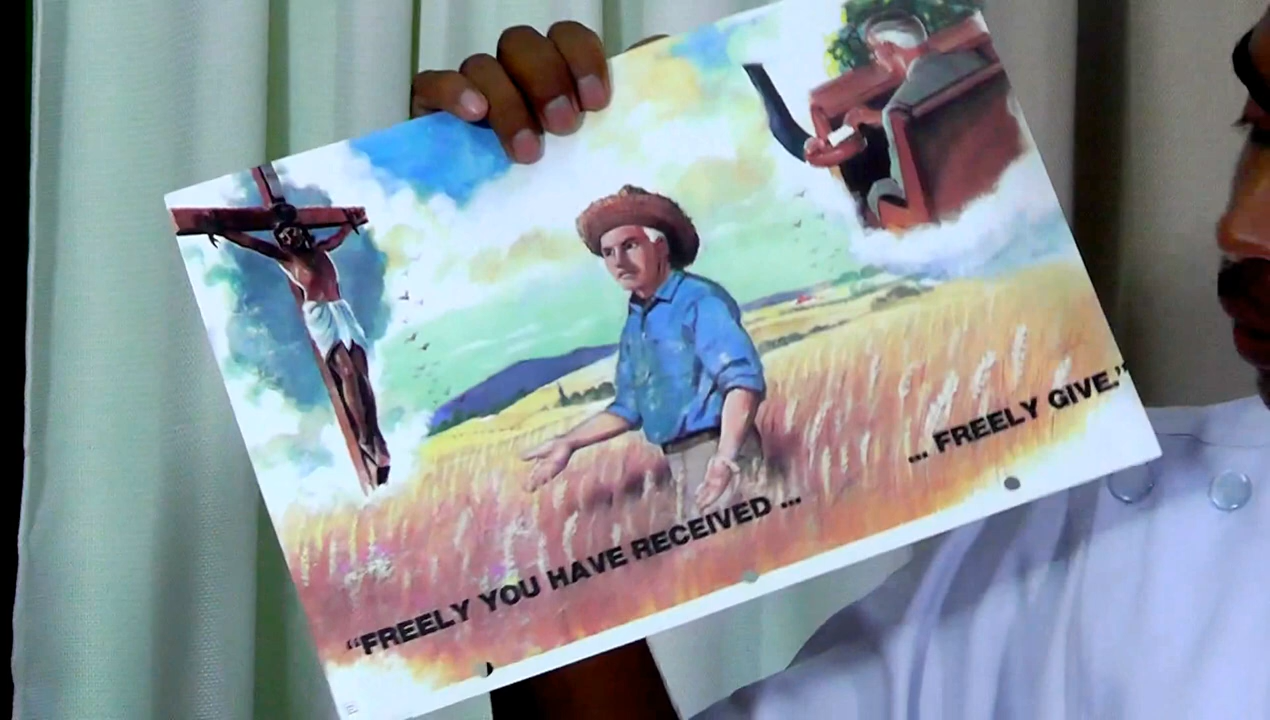 “FREELY YOU HAVE RECEIVED ...
... FREELY GIVE.”